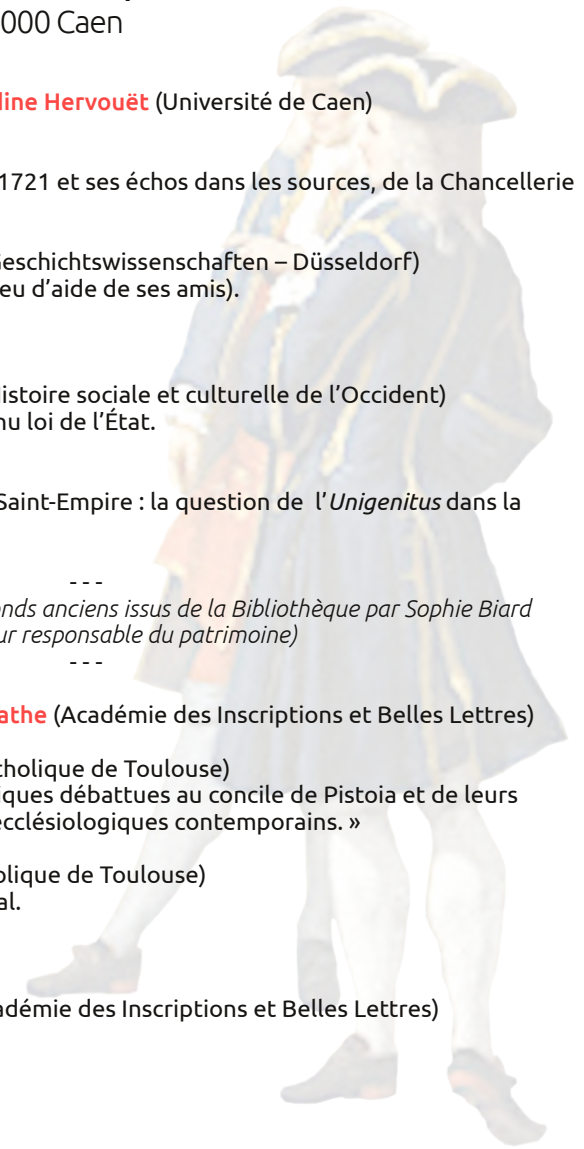 000 Caen
line Hervouët (Université de Caen)
1721 et ses échos dans les sources, de la Chancellerie
Geschichtswissenschaften – Düsseldorf)
eu d’aide de ses amis).
istoire sociale et culturelle de l’Occident)
nu loi de l’État.
Saint-Empire : la question de l’Unigenitus dans la
- - -
onds anciens issus de la Bibliothèque par Sophie Biard
ur responsable du patrimoine)
- - -
athe (Académie des Inscriptions et Belles Lettres)
tholique de Toulouse)
iques débattues au concile de Pistoia et de leurs
ecclésiologiques contemporains. »
olique de Toulouse)
al.
adémie des Inscriptions et Belles Lettres)